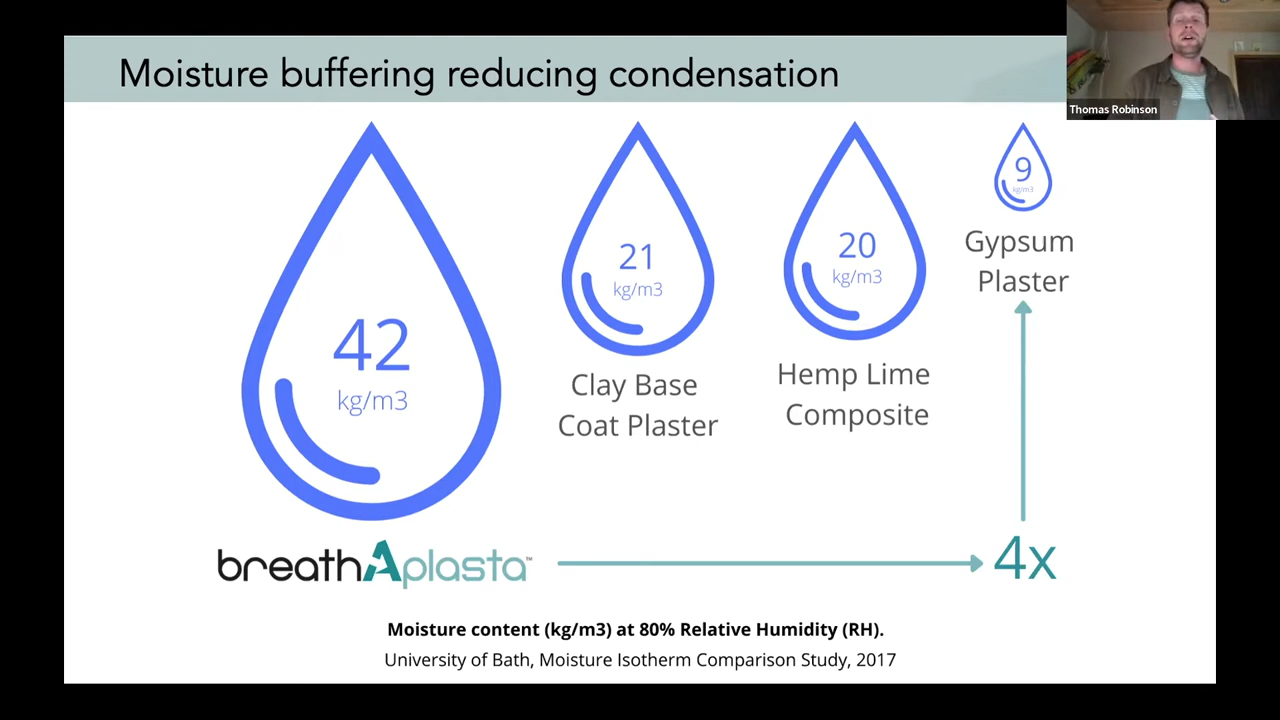 Moisture buffering reducing condensation
Thomas Robinson
42
kg/m3
21
kg/m3
Clay Base
Coat Plaster
20
kg/m3
Hemp Lime
Composite
9
kg/m3
Gypsum
Plaster
breathAplasta™
4x
Moisture content (kg/m3) at 80% Relative Humidity (RH).
University of Bath, Moisture Isotherm Comparison Study, 2017